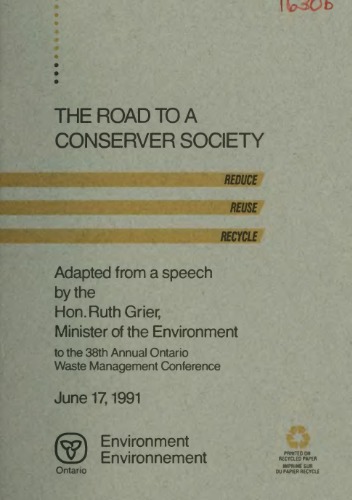 1630b
THE ROAD TO A
CONSERVER SOCIETY
REDUCE
REUSE
RECYCLE
Adapted from a speech
by the
Hon. Ruth Grier,
Minister of the Environment
to the 38th Annual Ontario
Waste Management Conference
June 17, 1991
Environment
Environnement
Ontario
PRINTED ON
RECYCLED PAPER
IMPRIMÉ SUR
DU PAPIER RECYCLÉ